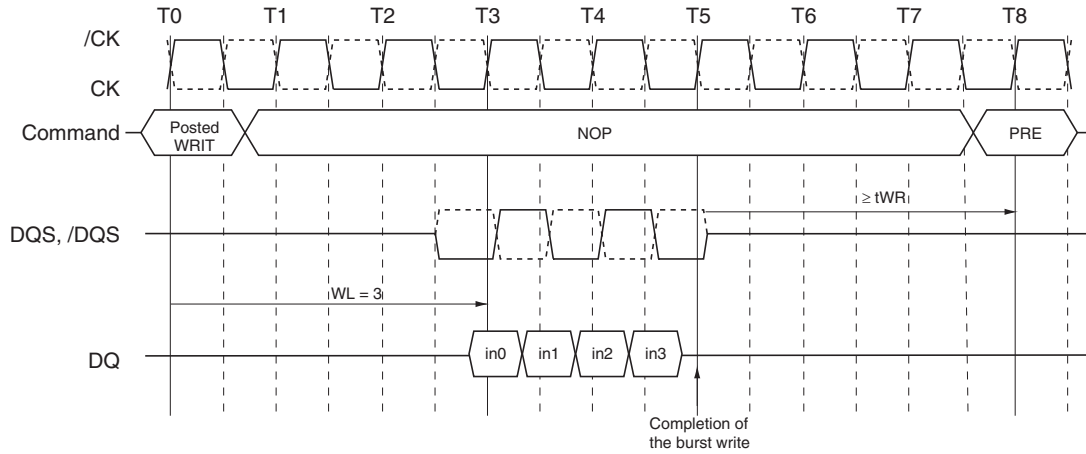 T0 T1 T2 T3 T4 T5 T6 T7 T8
/CK
CK
Command
Posted
WRIT
NOP
PRE
≥ tWR
DQS, /DQS
WL = 3
DQ
in0 in1 in2 in3
Completion of
the burst write